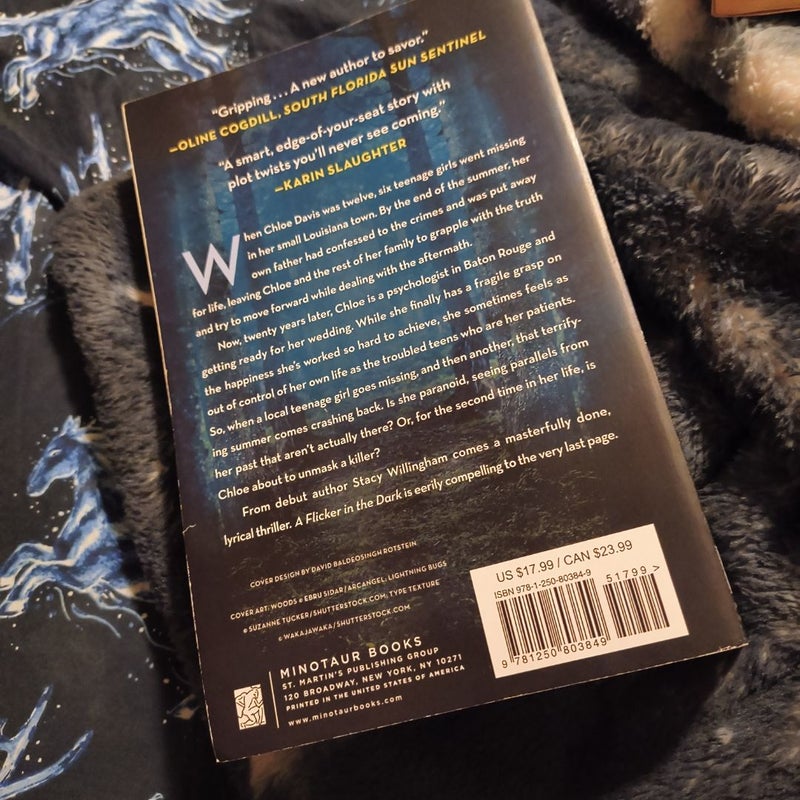 "Gripping . . . A new author to savor."
—OLINE COGDILL, SOUTH FLORIDA SUN SENTINEL
"A smart, edge-of-your-seat story with
plot twists you'll never see coming."
—KARIN SLAUGHTER
When Chloe Davis was twelve, six teenage girls went missing
in her small Louisiana town. By the end of the summer, her
own father had confessed to the crimes and was put away
for life, leaving Chloe and the rest of her family to grapple with the truth
and try to move forward while dealing with the aftermath.
Now, twenty years later, Chloe is a psychologist in Baton Rouge and
getting ready for her wedding. While she finally has a fragile grasp on
the happiness she's worked so hard to achieve, she sometimes feels as
out of control of her own life as the troubled teens who are her patients.
So, when a local teenage girl goes missing, and then another, that terrify-
ing summer comes crashing back. Is she paranoid, seeing parallels from
her past that aren't actually there? Or, for the second time in her life, is
Chloe about to unmask a killer?
From debut author Stacy Willingham comes a masterfully done,
lyrical thriller. A Flicker in the Dark is eerily compelling to the very last page.
COVER DESIGN BY DAVID BALDEOSINGH ROTSTEIN
COVER ART: WOODS © EBRU SIDAR/ARCANGEL, LIGHTNING BUGS
© SUZANNE TUCKER/SHUTTERSTOCK.COM, TYPE TEXTURE
© WAKAJAWAKA/SHUTTERSTOCK.COM
MINOTAUR BOOKS
ST. MARTIN'S PUBLISHING GROUP
120 BROADWAY, NEW YORK, NY 10271
PRINTED IN THE UNITED STATES OF AMERICA
www.minotaurbooks.com
US $17.99 / CAN $23.99
ISBN 978-1-250-80384-9
51799 >
9 781250 803849